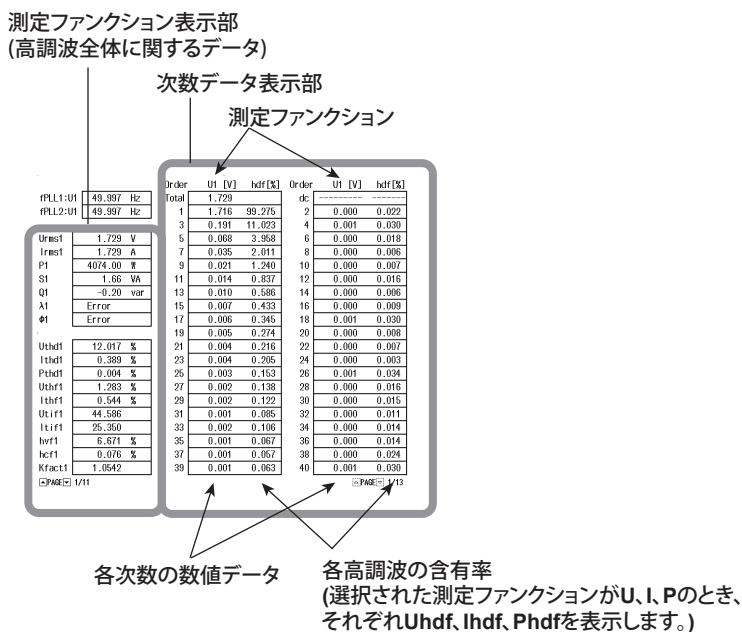 測定ファンクション表示部
(高調波全体に関するデータ)
次数データ表示部
測定ファンクション
fPLL1:U1 49.997 Hz
fPLL2:U1 49.997 Hz
Urms1 1.729 V
Irms1 1.729 A
P1 4074.00 W
S1 1.66 VA
Q1 -0.20 var
λ1 Error
Φ1 Error
Uthd1 12.017 %
Ithd1 0.389 %
Pthd1 0.004 %
Uthf1 1.283 %
Ithf1 0.544 %
Utif1 44.586
Itif1 25.350
hvf1 6.671 %
hcf1 0.076 %
Kfact1 1.0542
PAGE 1/11
Order U1 [V] hdf[%] Order U1 [V] hdf[%]
Total 1.729 dc -------- --------
1 1.716 99.275 2 0.000 0.022
3 0.191 11.023 4 0.001 0.030
5 0.068 3.958 6 0.000 0.018
7 0.035 2.011 8 0.000 0.006
9 0.021 1.240 10 0.000 0.007
11 0.014 0.837 12 0.000 0.016
13 0.010 0.586 14 0.000 0.006
15 0.007 0.433 16 0.000 0.009
17 0.006 0.345 18 0.001 0.030
19 0.005 0.274 20 0.000 0.008
21 0.004 0.216 22 0.000 0.007
23 0.004 0.205 24 0.000 0.003
25 0.003 0.153 26 0.001 0.034
27 0.002 0.138 28 0.000 0.016
29 0.002 0.122 30 0.000 0.015
31 0.001 0.085 32 0.000 0.011
33 0.002 0.106 34 0.000 0.014
35 0.001 0.067 36 0.000 0.014
37 0.001 0.057 38 0.000 0.024
39 0.001 0.063 40 0.001 0.030
PAGE 1/13
各次数の数値データ
各高調波の含有率
(選択された測定ファンクションがU、I、Pのとき、
それぞれUhdf、Ihdf、Phdfを表示します。)